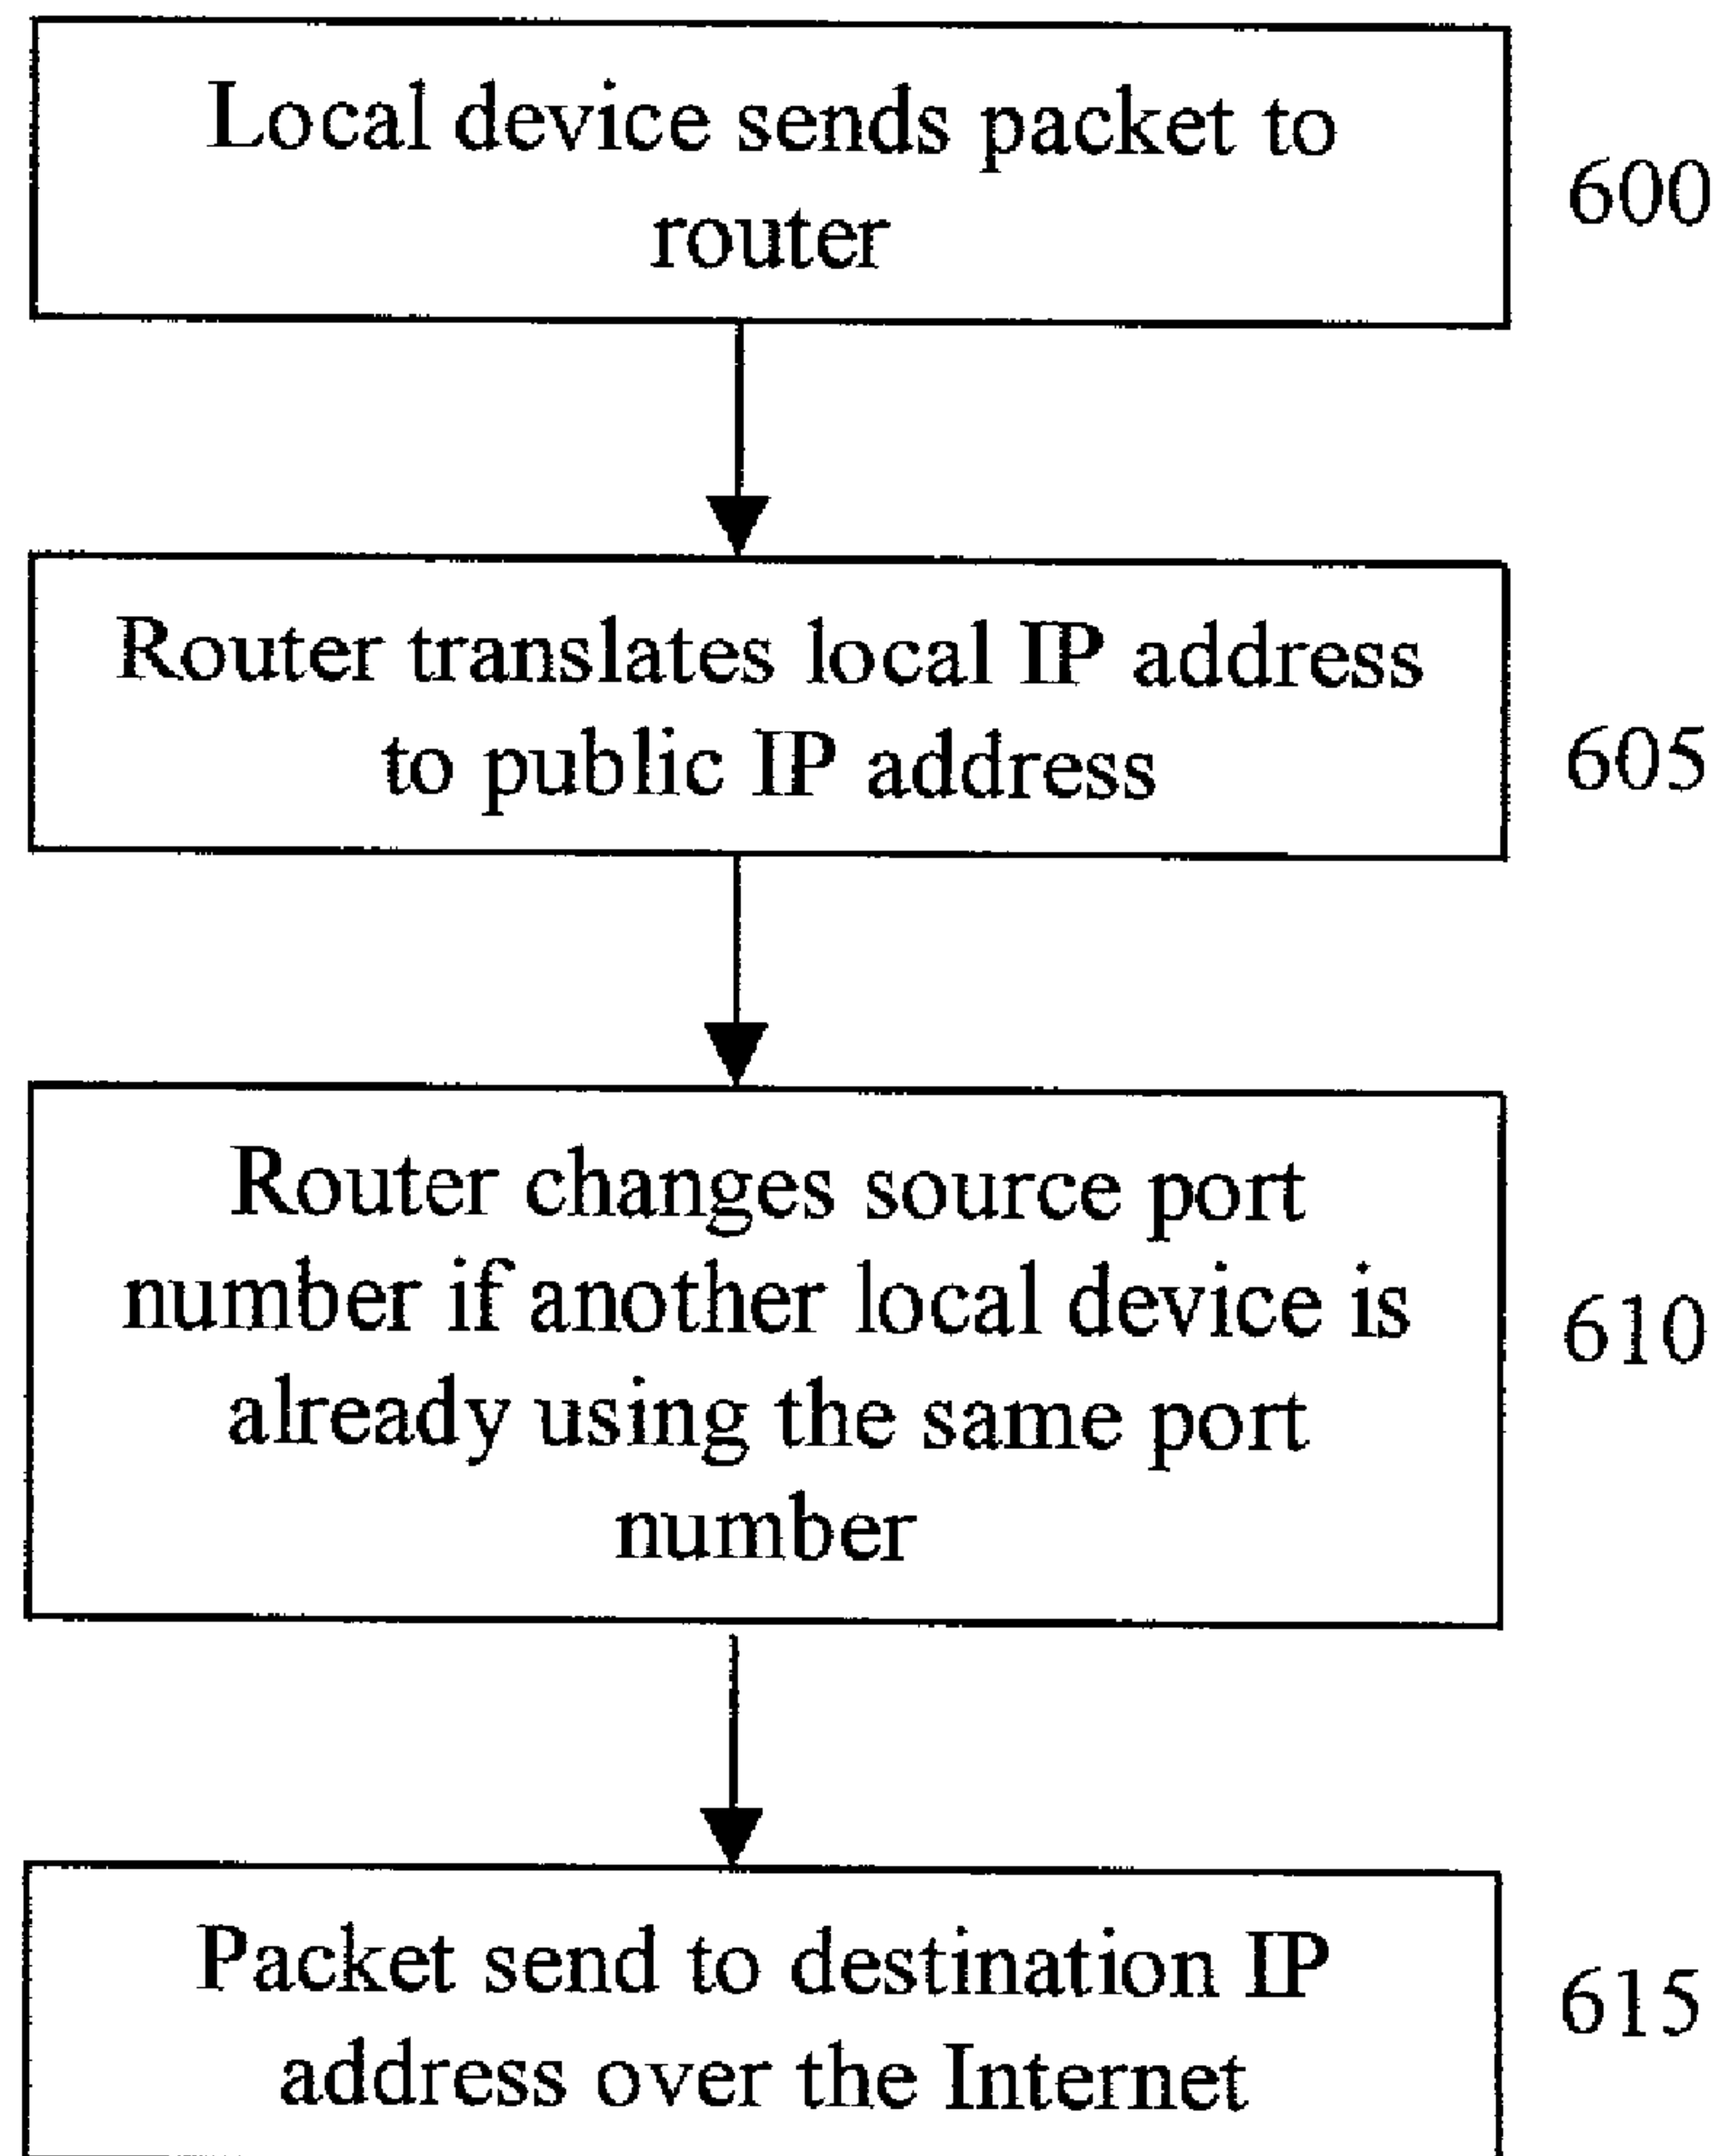 Local device sends packet to
router
600
Router translates local IP address
to public IP address
605
Router changes source port
number if another local device is
already using the same port
number
610
Packet send to destination IP
address over the Internet
615